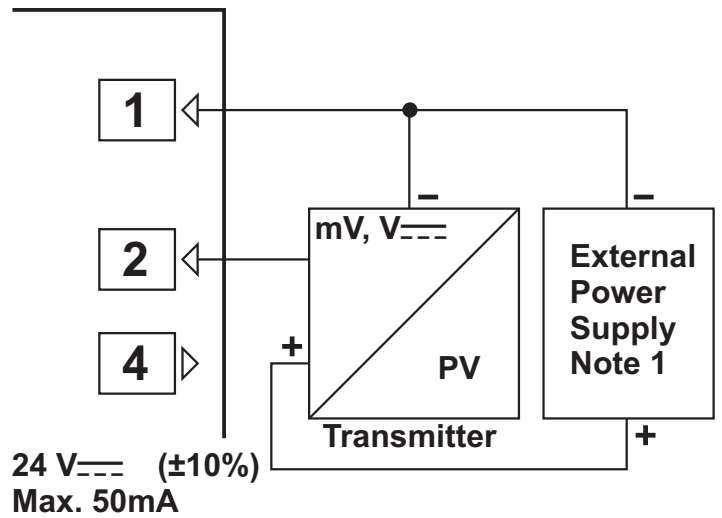 1
2
4
mV, V⎓
PV
Transmitter
−
+
External
Power
Supply
Note 1
−
+
24 V⎓ (±10%)
Max. 50mA